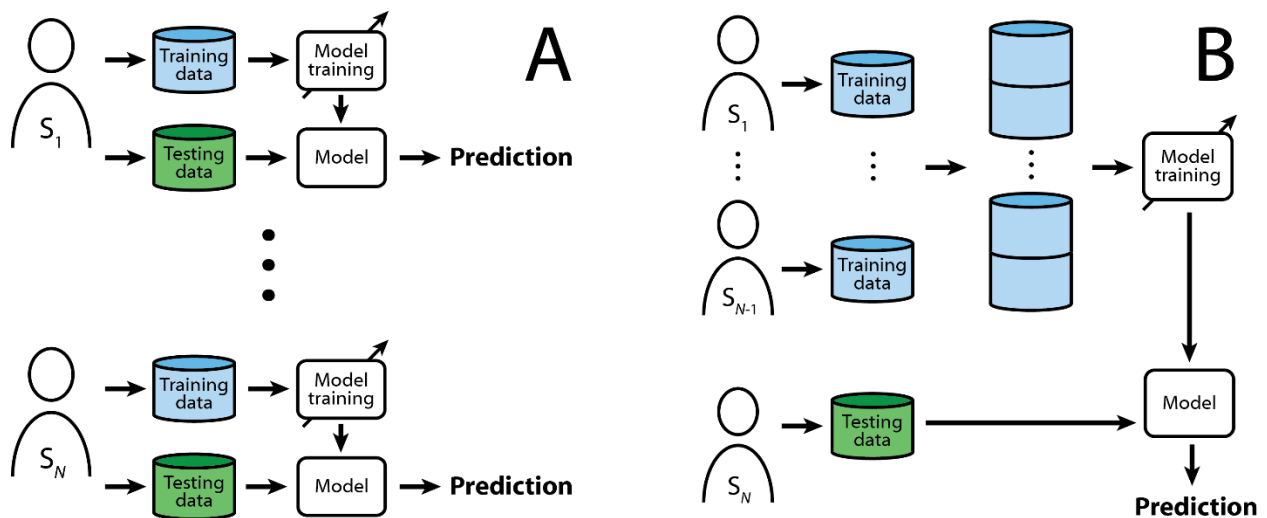 A
Training
data
Model
training
S1
Testing
data
Model
Prediction
Training
data
Model
training
SN
Testing
data
Model
Prediction
B
S1
Training
data
Model
training
SN-1
Training
data
SN
Testing
data
Model
Prediction